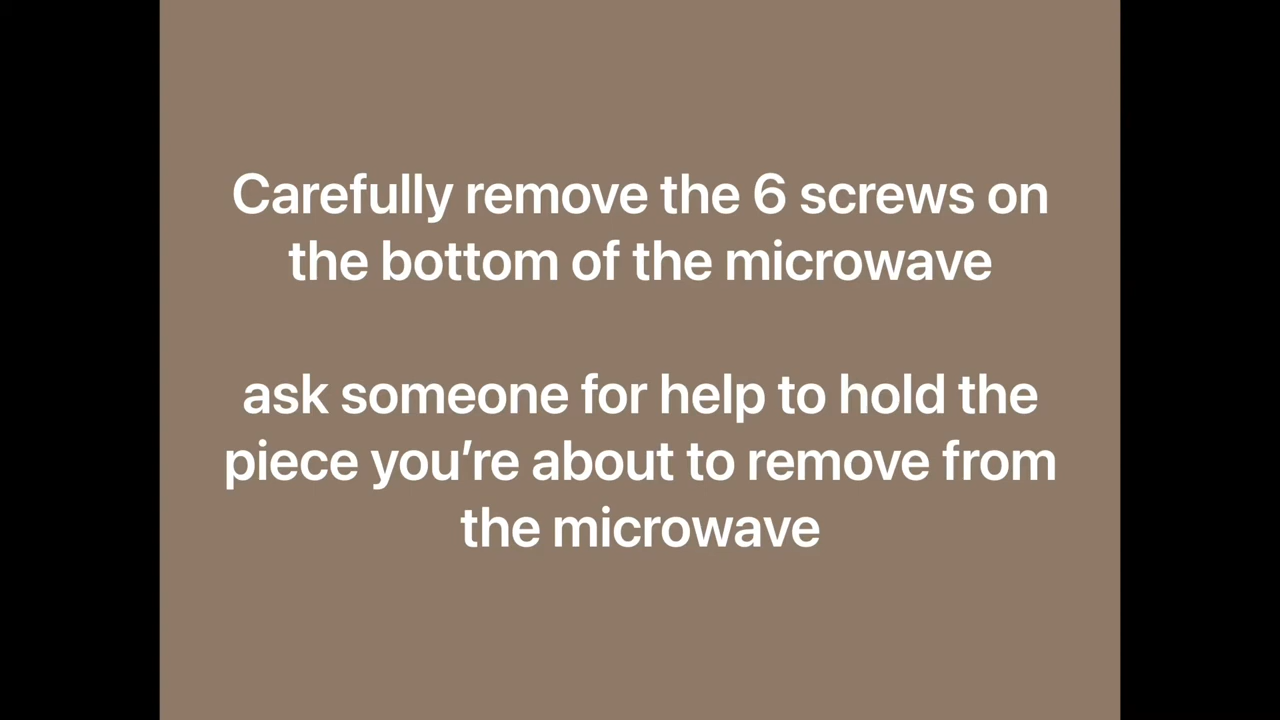 Carefully remove the 6 screws on
the bottom of the microwave
ask someone for help to hold the
piece you’re about to remove from
the microwave